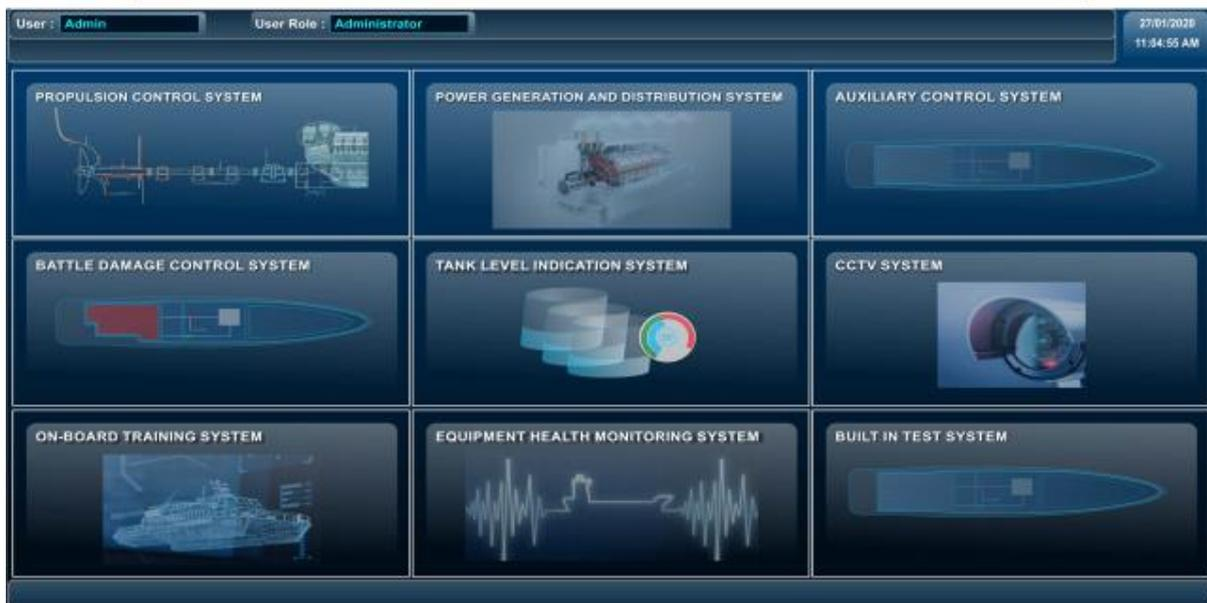 User : Admin User Role : Administrator
27/01/2020
11:04:55 AM
PROPULSION CONTROL SYSTEM
POWER GENERATION AND DISTRIBUTION SYSTEM
AUXILIARY CONTROL SYSTEM
BATTLE DAMAGE CONTROL SYSTEM
TANK LEVEL INDICATION SYSTEM
CCTV SYSTEM
ON-BOARD TRAINING SYSTEM
EQUIPMENT HEALTH MONITORING SYSTEM
BUILT IN TEST SYSTEM